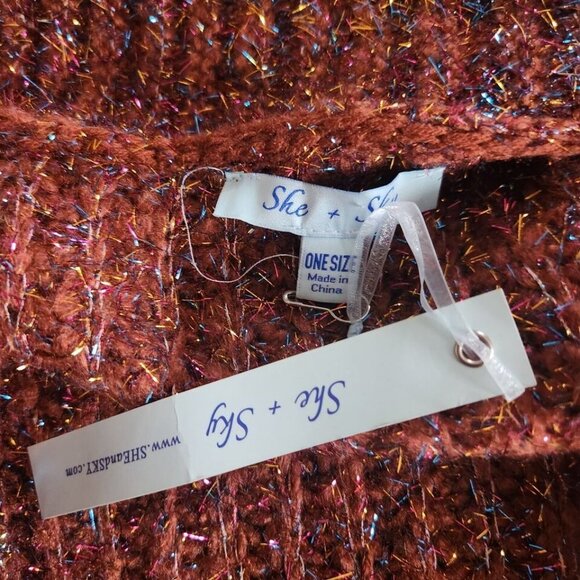 She + Sky
ONE SIZE
Made in
China
She + Sky
www.SHEandSKY.com